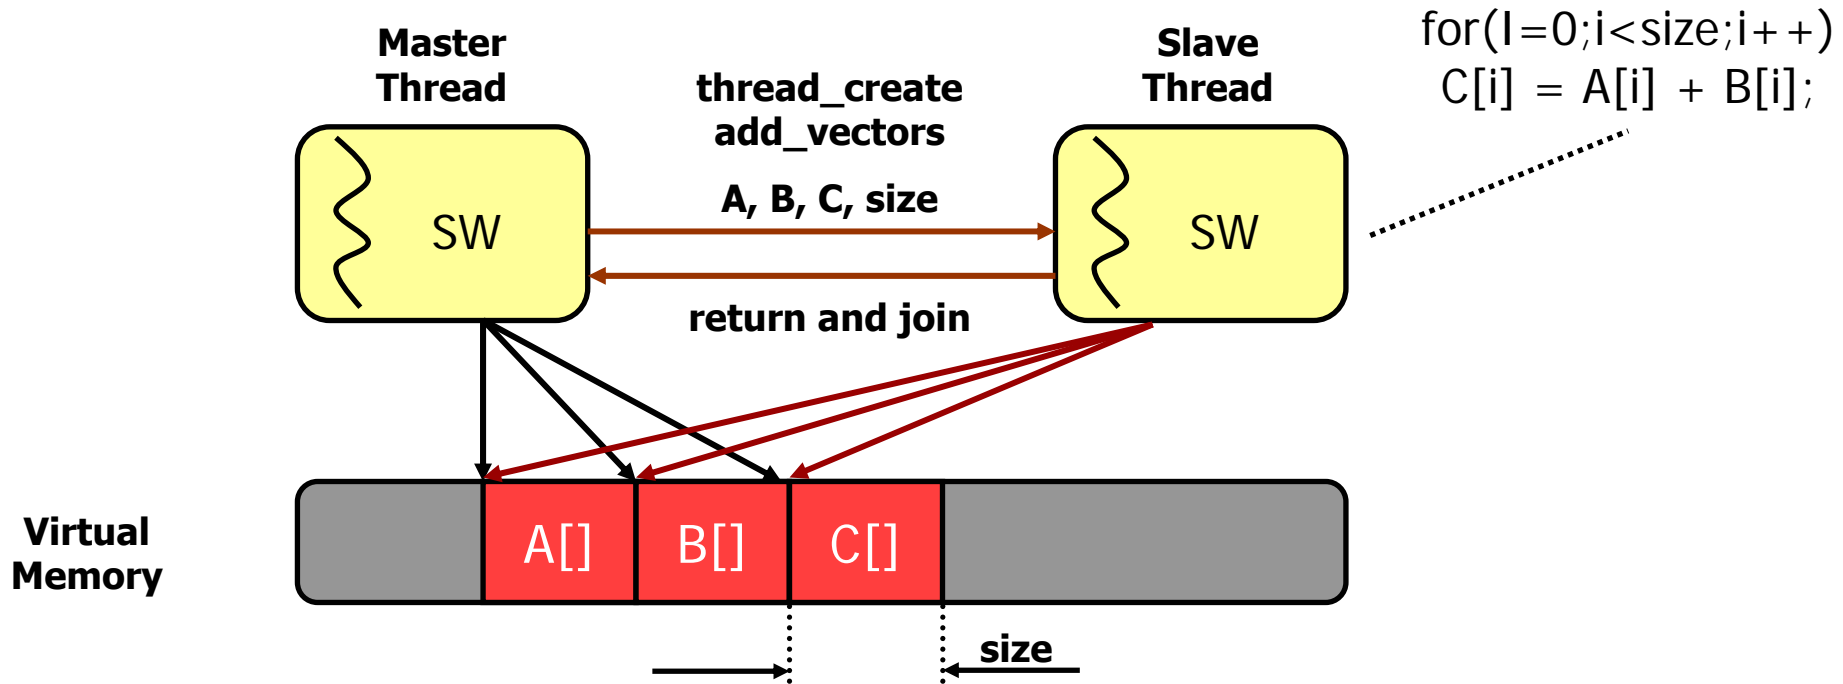 Master
Thread
thread_create
add_vectors
A, B, C, size
Slave
Thread
for(I=0;i<size;i++)
C[i] = A[i] + B[i];
SW
SW
return and join
Virtual
Memory
A[]
B[]
C[]
size